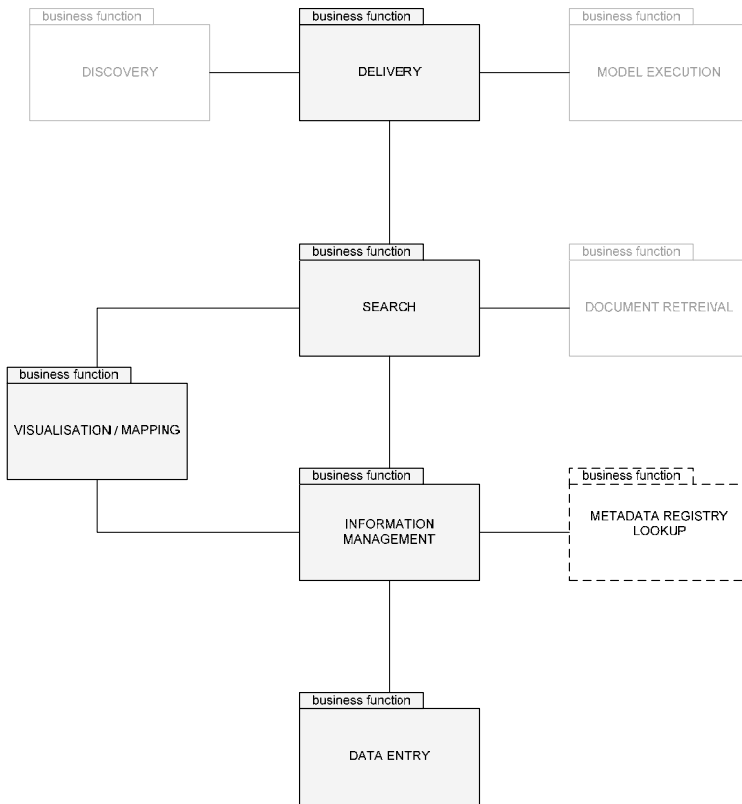 business function
DISCOVERY
business function
DELIVERY
business function
MODEL EXECUTION
business function
SEARCH
business function
DOCUMENT RETREIVAL
business function
VISUALISATION / MAPPING
business function
INFORMATION
MANAGEMENT
business function
METADATA REGISTRY
LOOKUP
business function
DATA ENTRY